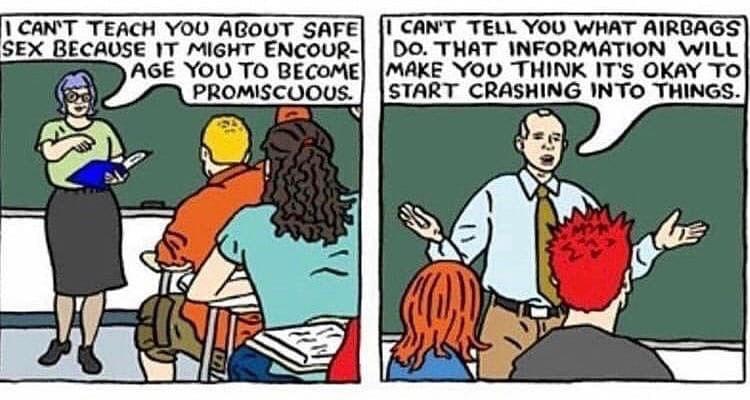 I CAN'T TEACH YOU ABOUT SAFE
SEX BECAUSE IT MIGHT ENCOUR-
AGE YOU TO BECOME
PROMISCUOUS.
I CAN'T TELL YOU WHAT AIRBAGS
DO. THAT INFORMATION WILL
MAKE YOU THINK IT'S OKAY TO
START CRASHING INTO THINGS.